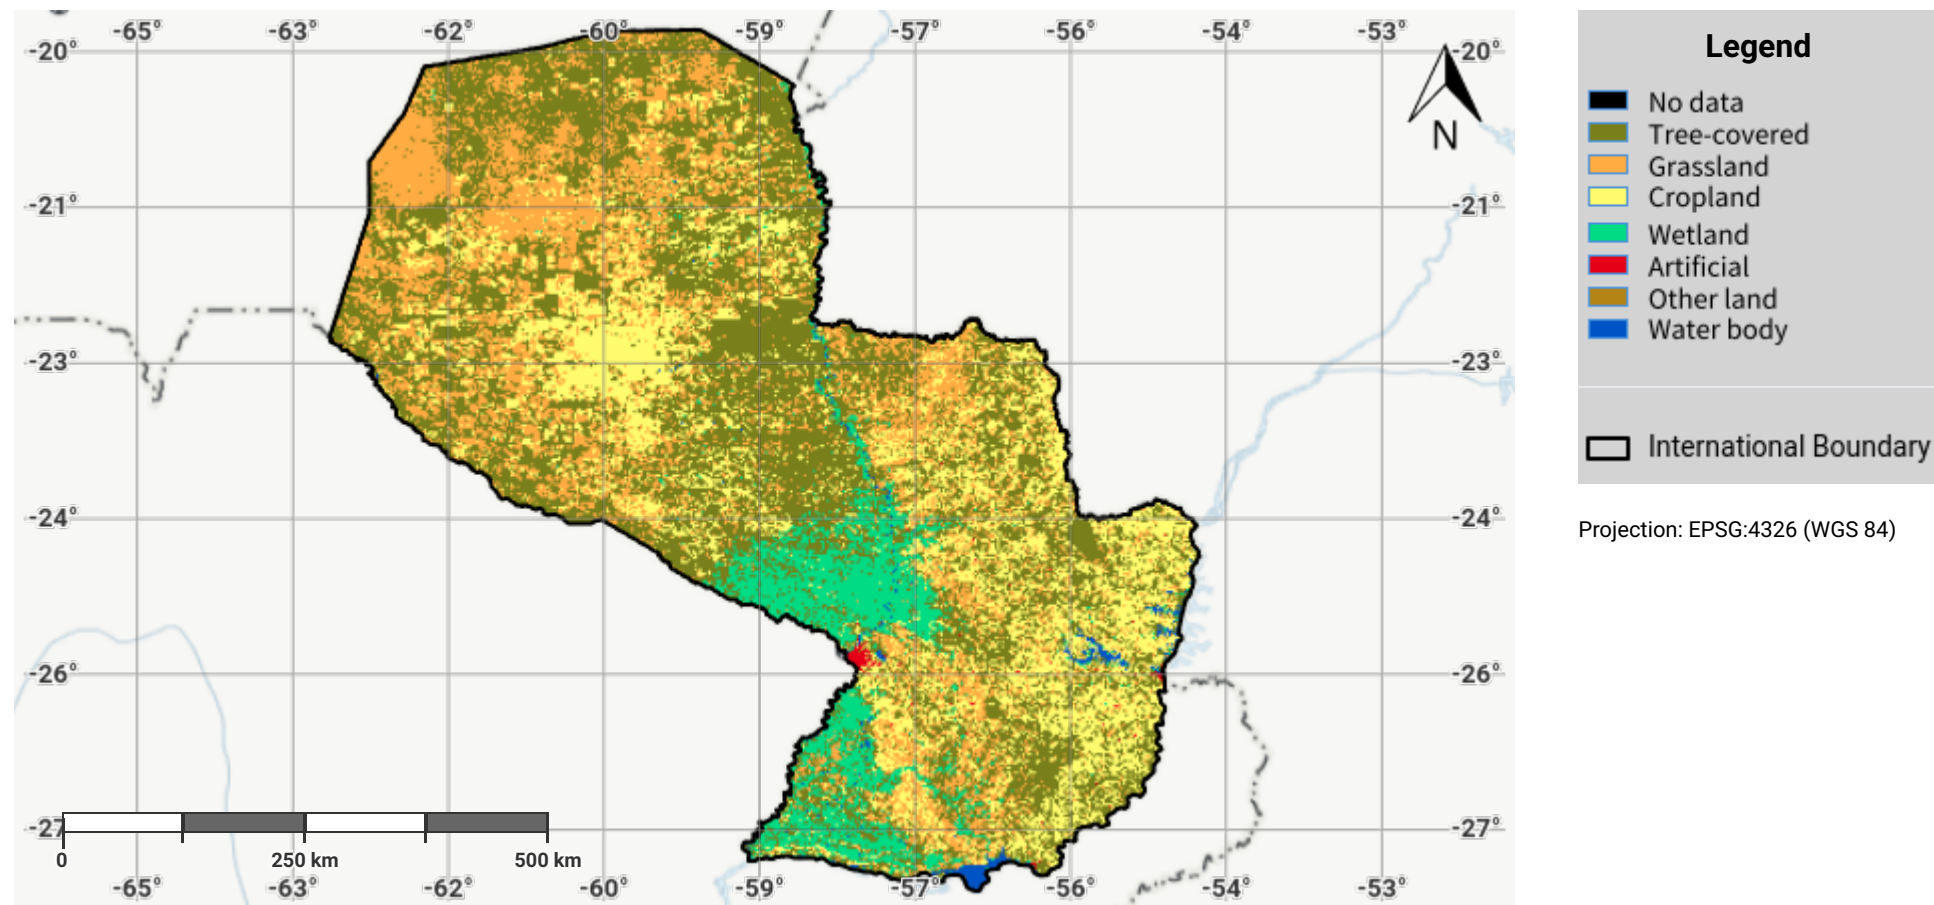 -65° -63° -62° -60° -59° -57° -56° -54° -53°
-20° -20°
-21° -21°
-23° -23°
-24° -24°
-26° -26°
-27 -27°
-65° -63° -62° -60° -59° -57° -56° -54° -53°
N
0 250 km 500 km
Legend
No data
Tree-covered
Grassland
Cropland
Wetland
Artificial
Other land
Water body
International Boundary
Projection: EPSG:4326 (WGS 84)